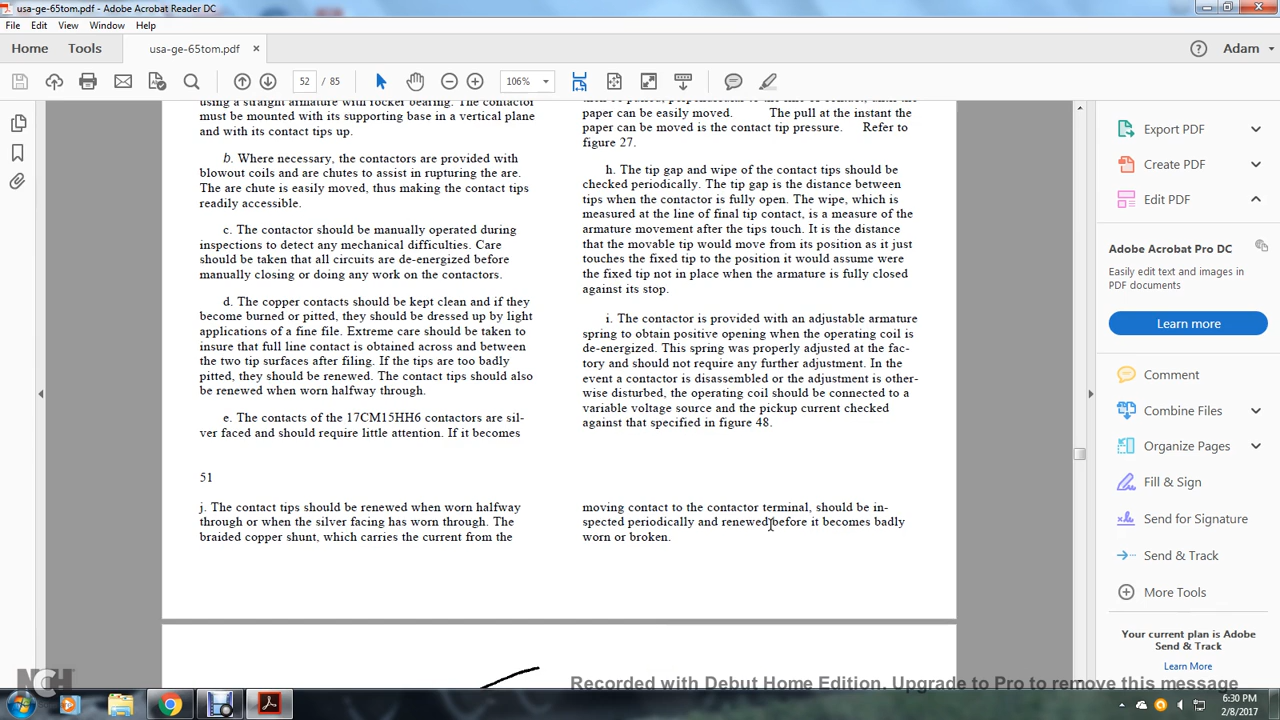 usa-ge-65tom.pdf - Adobe Acrobat Reader DC
File Edit View Window Help
Home Tools usa-ge-65tom.pdf × Adam
52 / 85 106%
using a straight armature with rocker bearing. The contactor
must be mounted with its supporting base in a vertical plane
and with its contact tips up.
b. Where necessary, the contactors are provided with
blowout coils and are chutes to assist in rupturing the are.
The are chute is easily moved, thus making the contact tips
readily accessible.
c. The contactor should be manually operated during
inspections to detect any mechanical difficulties. Care
should be taken that all circuits are de-energized before
manually closing or doing any work on the contactors.
d. The copper contacts should be kept clean and if they
become burned or pitted, they should be dressed up by light
applications of a fine file. Extreme care should be taken to
insure that full line contact is obtained across and between
the two tip surfaces after filing. If the tips are too badly
pitted, they should be renewed. The contact tips should also
be renewed when worn halfway through.
e. The contacts of the 17CM15HH6 contactors are sil-
ver faced and should require little attention. If it becomes
then be pulled, perpendicular to the line of contact, until the
paper can be easily moved. The pull at the instant the
paper can be moved is the contact tip pressure. Refer to
figure 27.
h. The tip gap and wipe of the contact tips should be
checked periodically. The tip gap is the distance between
tips when the contactor is fully open. The wipe, which is
measured at the line of final tip contact, is a measure of the
armature movement after the tips touch. It is the distance
that the movable tip would move from its position as it just
touches the fixed tip to the position it would assume were
the fixed tip not in place when the armature is fully closed
against its stop.
i. The contactor is provided with an adjustable armature
spring to obtain positive opening when the operating coil is
de-energized. This spring was properly adjusted at the fac-
tory and should not require any further adjustment. In the
event a contactor is disassembled or the adjustment is other-
wise disturbed, the operating coil should be connected to a
variable voltage source and the pickup current checked
against that specified in figure 48.
51
j. The contact tips should be renewed when worn halfway
through or when the silver facing has worn through. The
braided copper shunt, which carries the current from the
moving contact to the contactor terminal, should be in-
spected periodically and renewed before it becomes badly
worn or broken.
Export PDF
Create PDF
Edit PDF
Adobe Acrobat Pro DC
Easily edit text and images in
PDF documents
Learn more
Comment
Combine Files
Organize Pages
Fill & Sign
Send for Signature
Send & Track
More Tools
Your current plan is Adobe
Send & Track
Learn More
NCH
Recorded with Debut Home Edition. Upgrade to Pro to remove this message
6:30 PM
2/8/2017